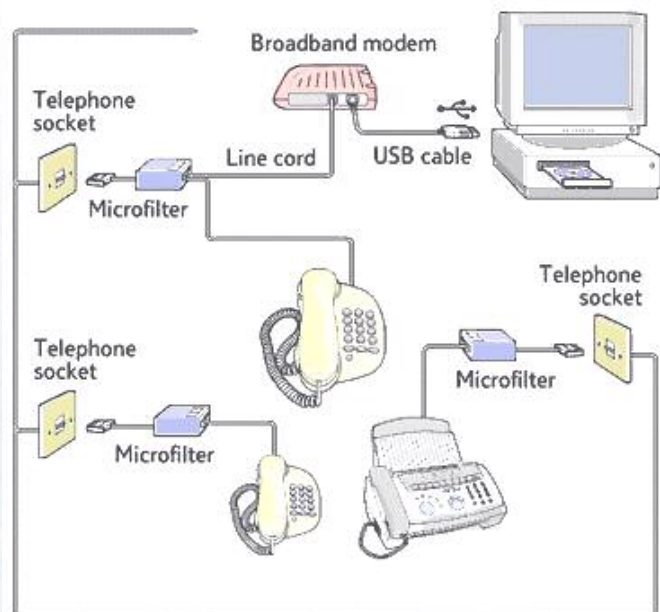 Broadband modem
Telephone
socket
Line cord
USB cable
Microfilter
Telephone
socket
Telephone
socket
Microfilter
Microfilter